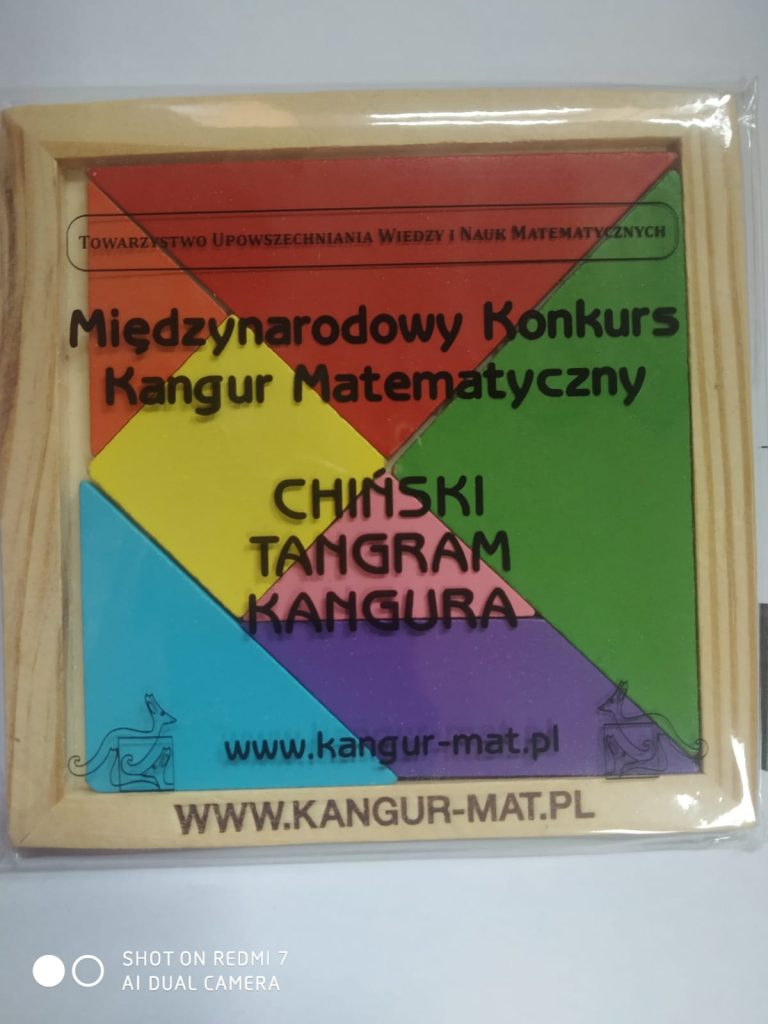 Towarzystwo Upowszechniania Wiedzy i Nauk Matematycznych
Międzynarodowy Konkurs
Kangur Matematyczny
CHIŃSKI
TANGRAM
KANGURA
www.kangur-mat.pl
WWW.KANGUR-MAT.PL
SHOT ON REDMI 7
AI DUAL CAMERA